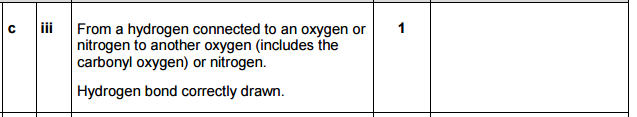 c iii From a hydrogen connected to an oxygen or 1
nitrogen to another oxygen (includes the
carbonyl oxygen) or nitrogen.
Hydrogen bond correctly drawn.